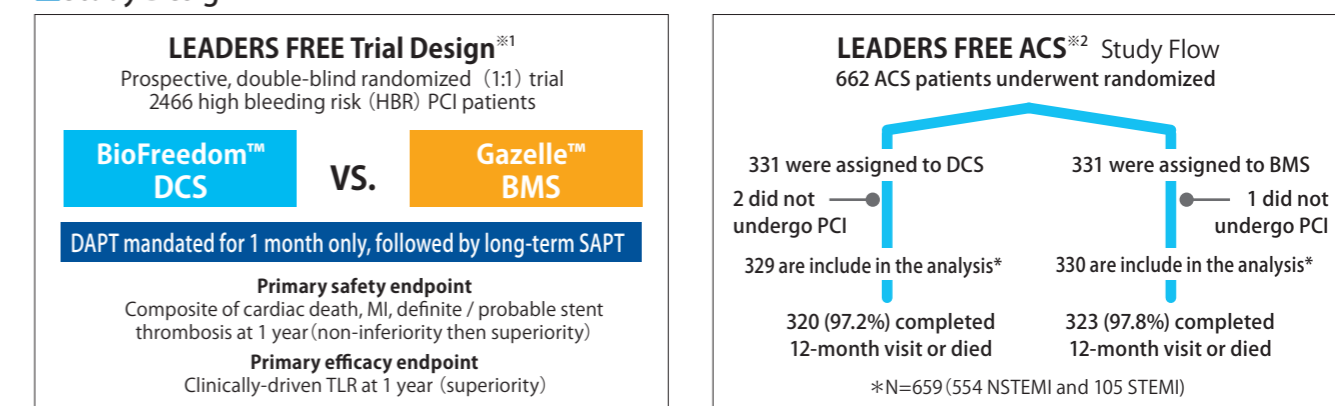 LEADERS FREE Trial Design※1
Prospective, double-blind randomized (1:1) trial
2466 high bleeding risk (HBR) PCI patients
BioFreedom™
DCS
VS.
Gazelle™
BMS
DAPT mandated for 1 month only, followed by long-term SAPT
Primary safety endpoint
Composite of cardiac death, MI, definite / probable stent
thrombosis at 1 year (non-inferiority then superiority)
Primary efficacy endpoint
Clinically-driven TLR at 1 year (superiority)
LEADERS FREE ACS※2 Study Flow
662 ACS patients underwent randomized
331 were assigned to DCS
331 were assigned to BMS
2 did not
undergo PCI
1 did not
undergo PCI
329 are include in the analysis*
330 are include in the analysis*
320 (97.2%) completed
12-month visit or died
323 (97.8%) completed
12-month visit or died
*N=659 (554 NSTEMI and 105 STEMI)